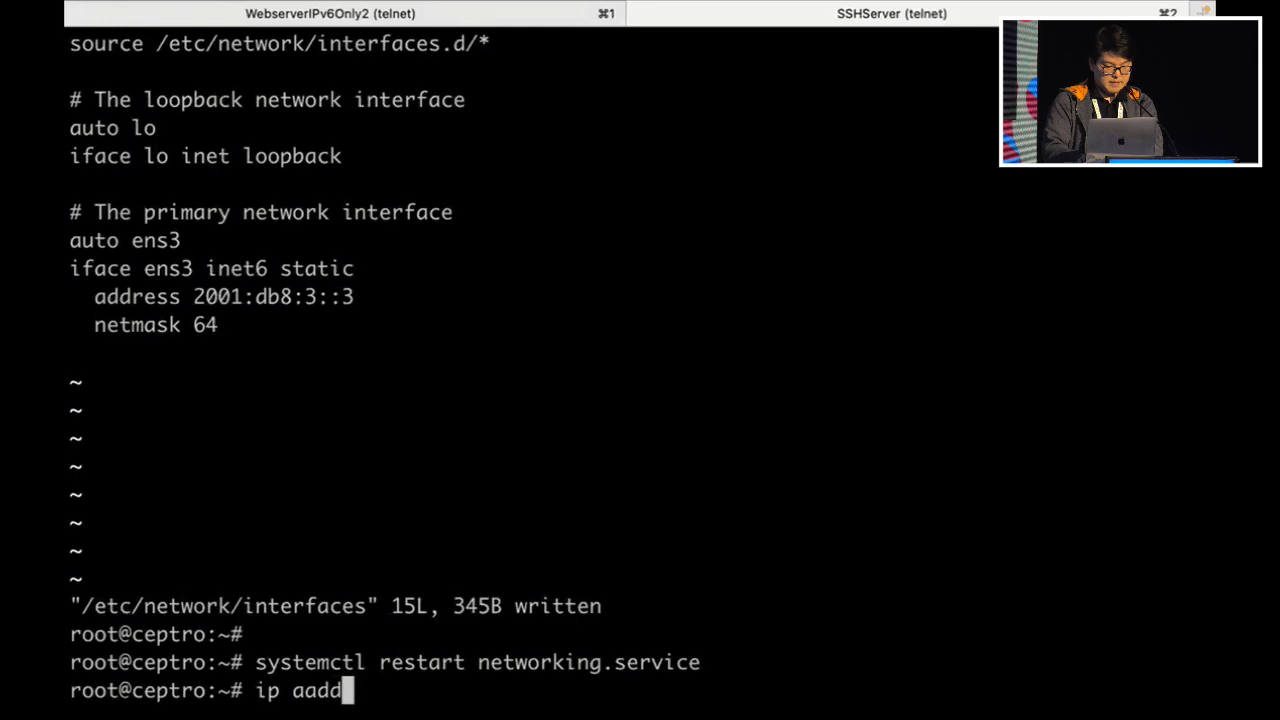 WebserverIPv6Only2 (telnet) ⌘1 SSHServer (telnet) ⌘2
source /etc/network/interfaces.d/*
# The loopback network interface
auto lo
iface lo inet loopback
# The primary network interface
auto ens3
iface ens3 inet6 static
address 2001:db8:3::3
netmask 64
~
~
~
~
~
~
~
~
"/etc/network/interfaces" 15L, 345B written
root@ceptro:~#
root@ceptro:~# systemctl restart networking.service
root@ceptro:~# ip aadd